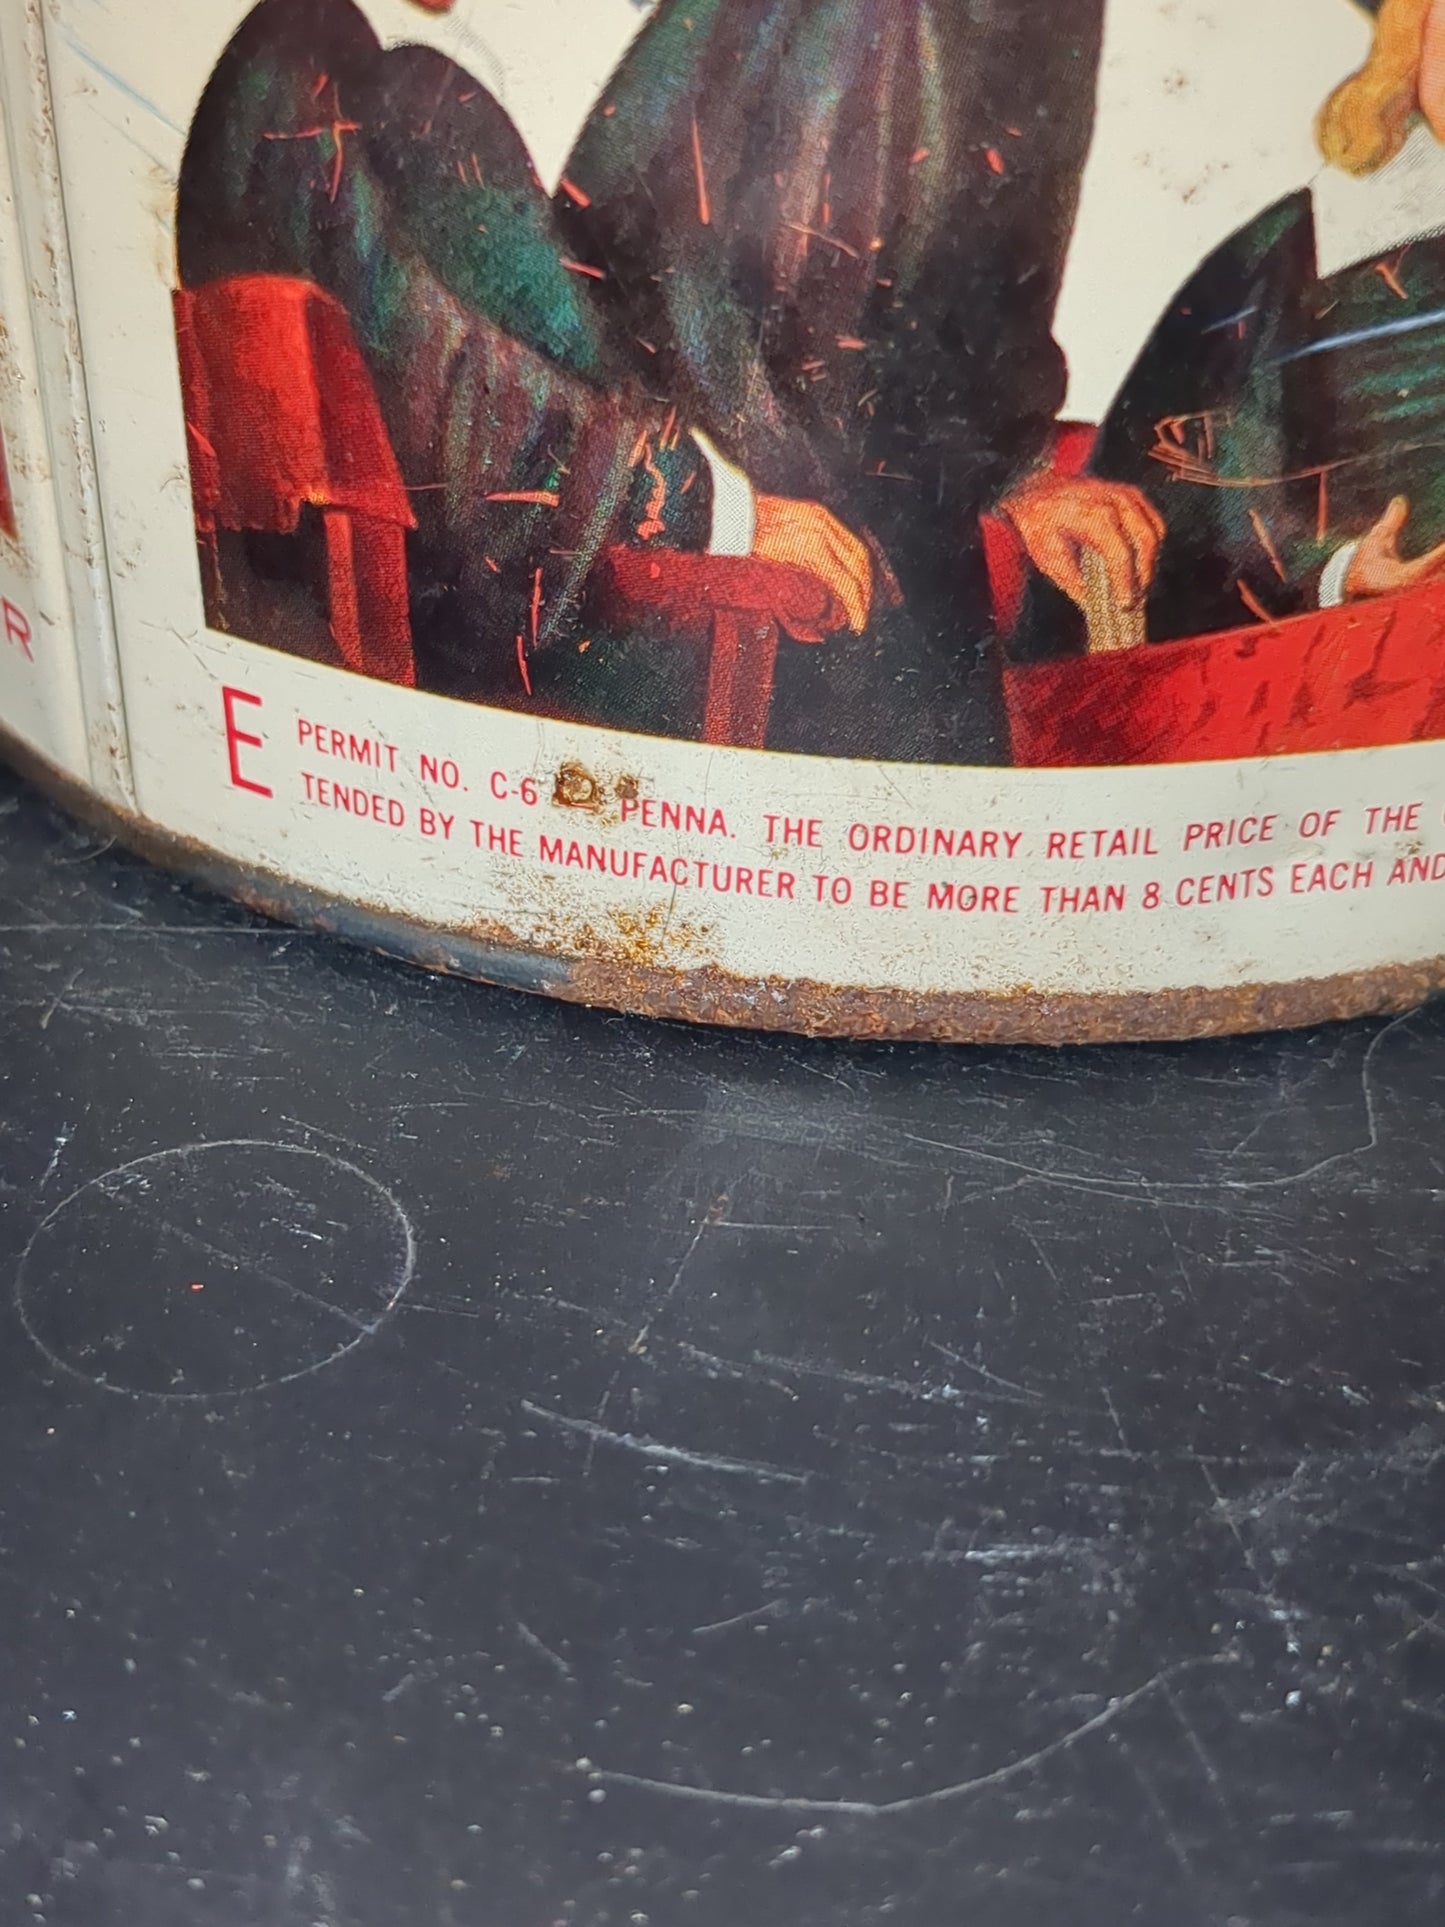 R
E
PERMIT NO. C-6 PENNA. THE ORDINARY RETAIL PRICE OF THE
TENDED BY THE MANUFACTURER TO BE MORE THAN 8 CENTS EACH AND